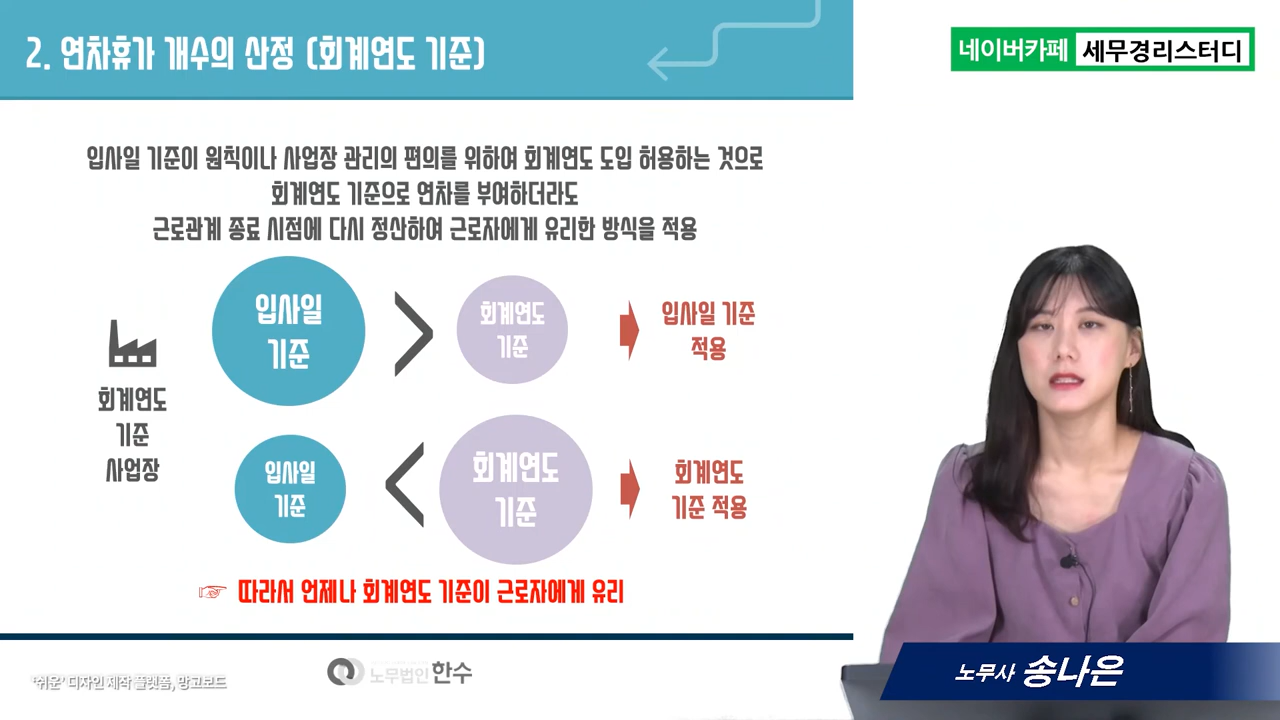 2. 연차휴가 개수의 산정 (회계연도 기준)
네이버카페 세무경리스터디
입사일 기준이 원칙이나 사업장 관리의 편의를 위하여 회계연도 도입 허용하는 것으로
회계연도 기준으로 연차를 부여하더라도
근로관계 종료 시점에 다시 정산하여 근로자에게 유리한 방식을 적용
회계연도
기준
사업장
입사일
기준
>
회계연도
기준
입사일 기준
적용
입사일
기준
<
회계연도
기준
회계연도
기준 적용
☞ 따라서 언제나 회계연도 기준이 근로자에게 유리
'쉬운' 디자인 제작 플랫폼, 망고보드
노무법인 한수
노무사 송나은